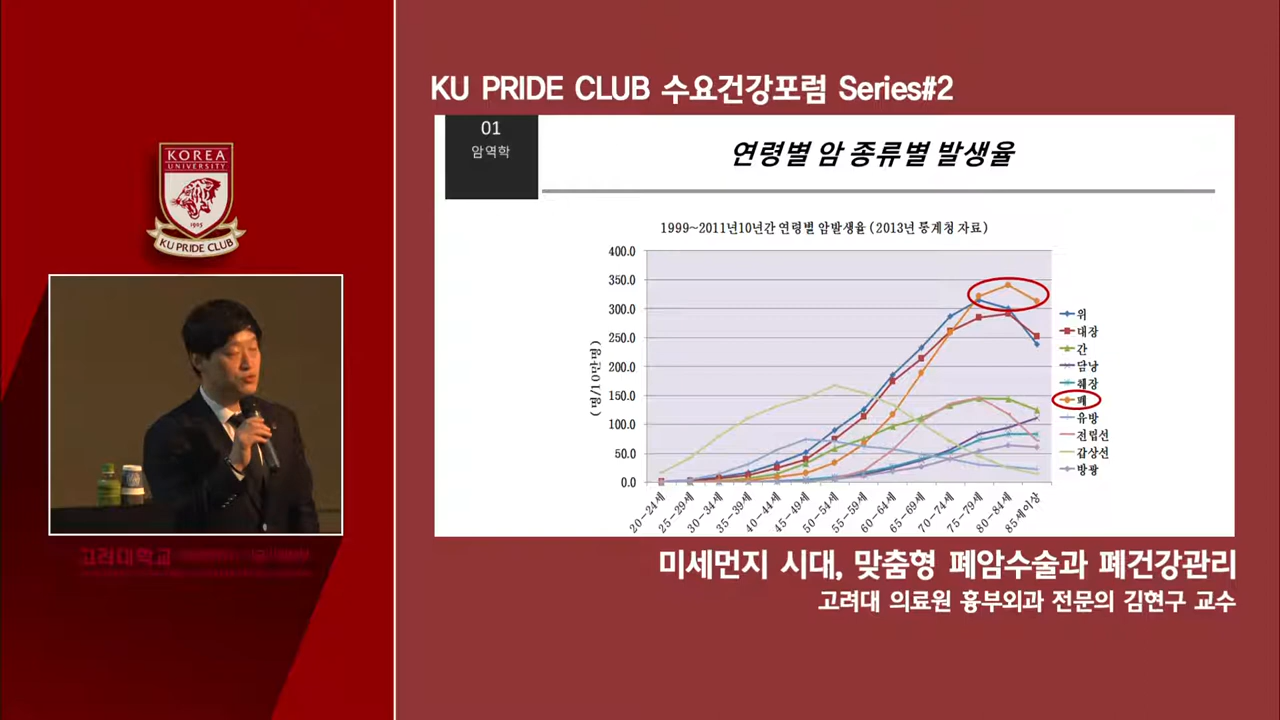 KU PRIDE CLUB 수요건강포럼 Series#2
KOREA
UNIVERSITY
1905
KU PRIDE CLUB
01
암역학
연령별 암 종류별 발생율
1999~2011년10년간 연령별 암발생율 (2013년 통계청 자료)
(명/10만명)
400.0
350.0
300.0
250.0
200.0
150.0
100.0
50.0
0.0
20-24세
25-29세
30-34세
35-39세
40-44세
45-49세
50-54세
55-59세
60-64세
65-69세
70-74세
75-79세
80-84세
85세이상
위
대장
간
담낭
췌장
폐
유방
전립선
갑상선
방광
고려대학교
미세먼지 시대, 맞춤형 폐암수술과 폐건강관리
고려대 의료원 흉부외과 전문의 김현구 교수